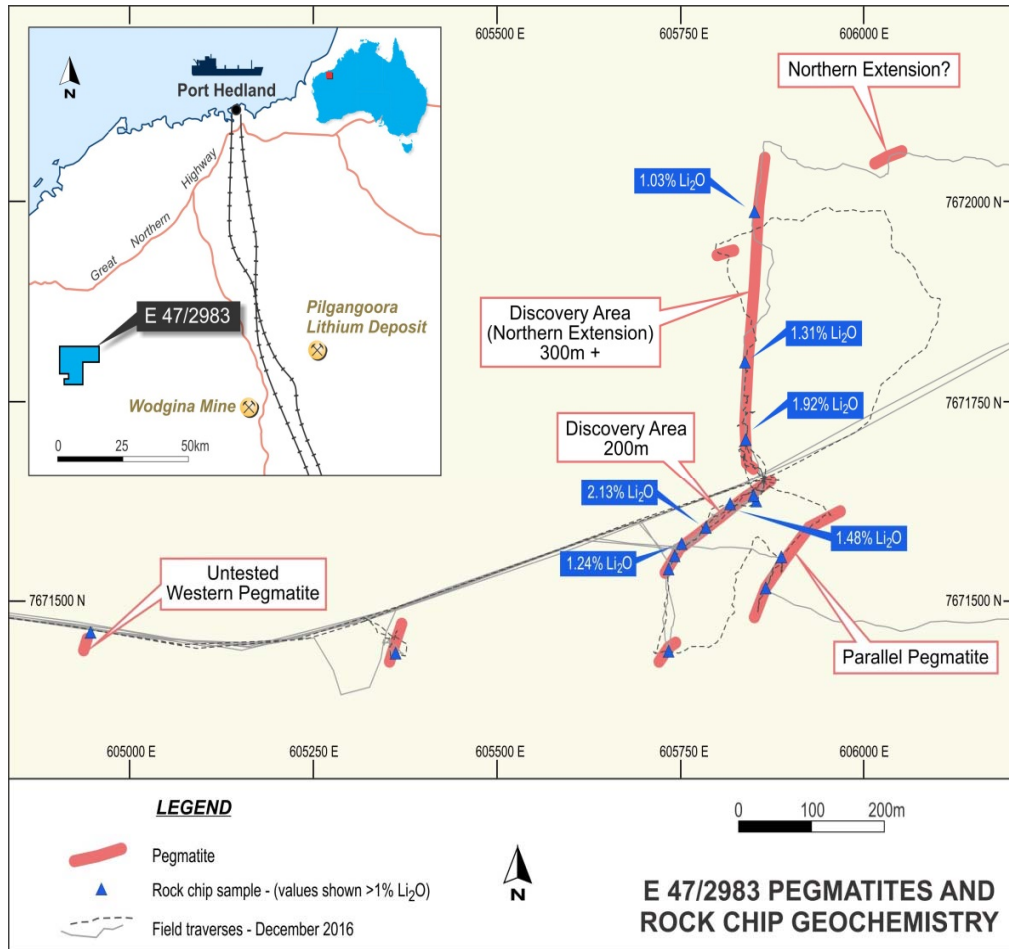 605500 E
605750 E
606000 E
N
Port Hedland
Great Northern Highway
E 47/2983
Pilgangoora
Lithium Deposit
Wodgina Mine
0 25 50km
Northern Extension?
1.03% Li₂O
7672000 N
Discovery Area
(Northern Extension)
300m +
1.31% Li₂O
1.92% Li₂O
7671750 N
Discovery Area
200m
2.13% Li₂O
1.48% Li₂O
1.24% Li₂O
Untested
Western Pegmatite
7671500 N
7671500 N
Parallel Pegmatite
605000 E
605250 E
605500 E
605750 E
606000 E
LEGEND
Pegmatite
Rock chip sample - (values shown >1% Li₂O)
Field traverses - December 2016
N
0 100 200m
E 47/2983 PEGMATITES AND
ROCK CHIP GEOCHEMISTRY